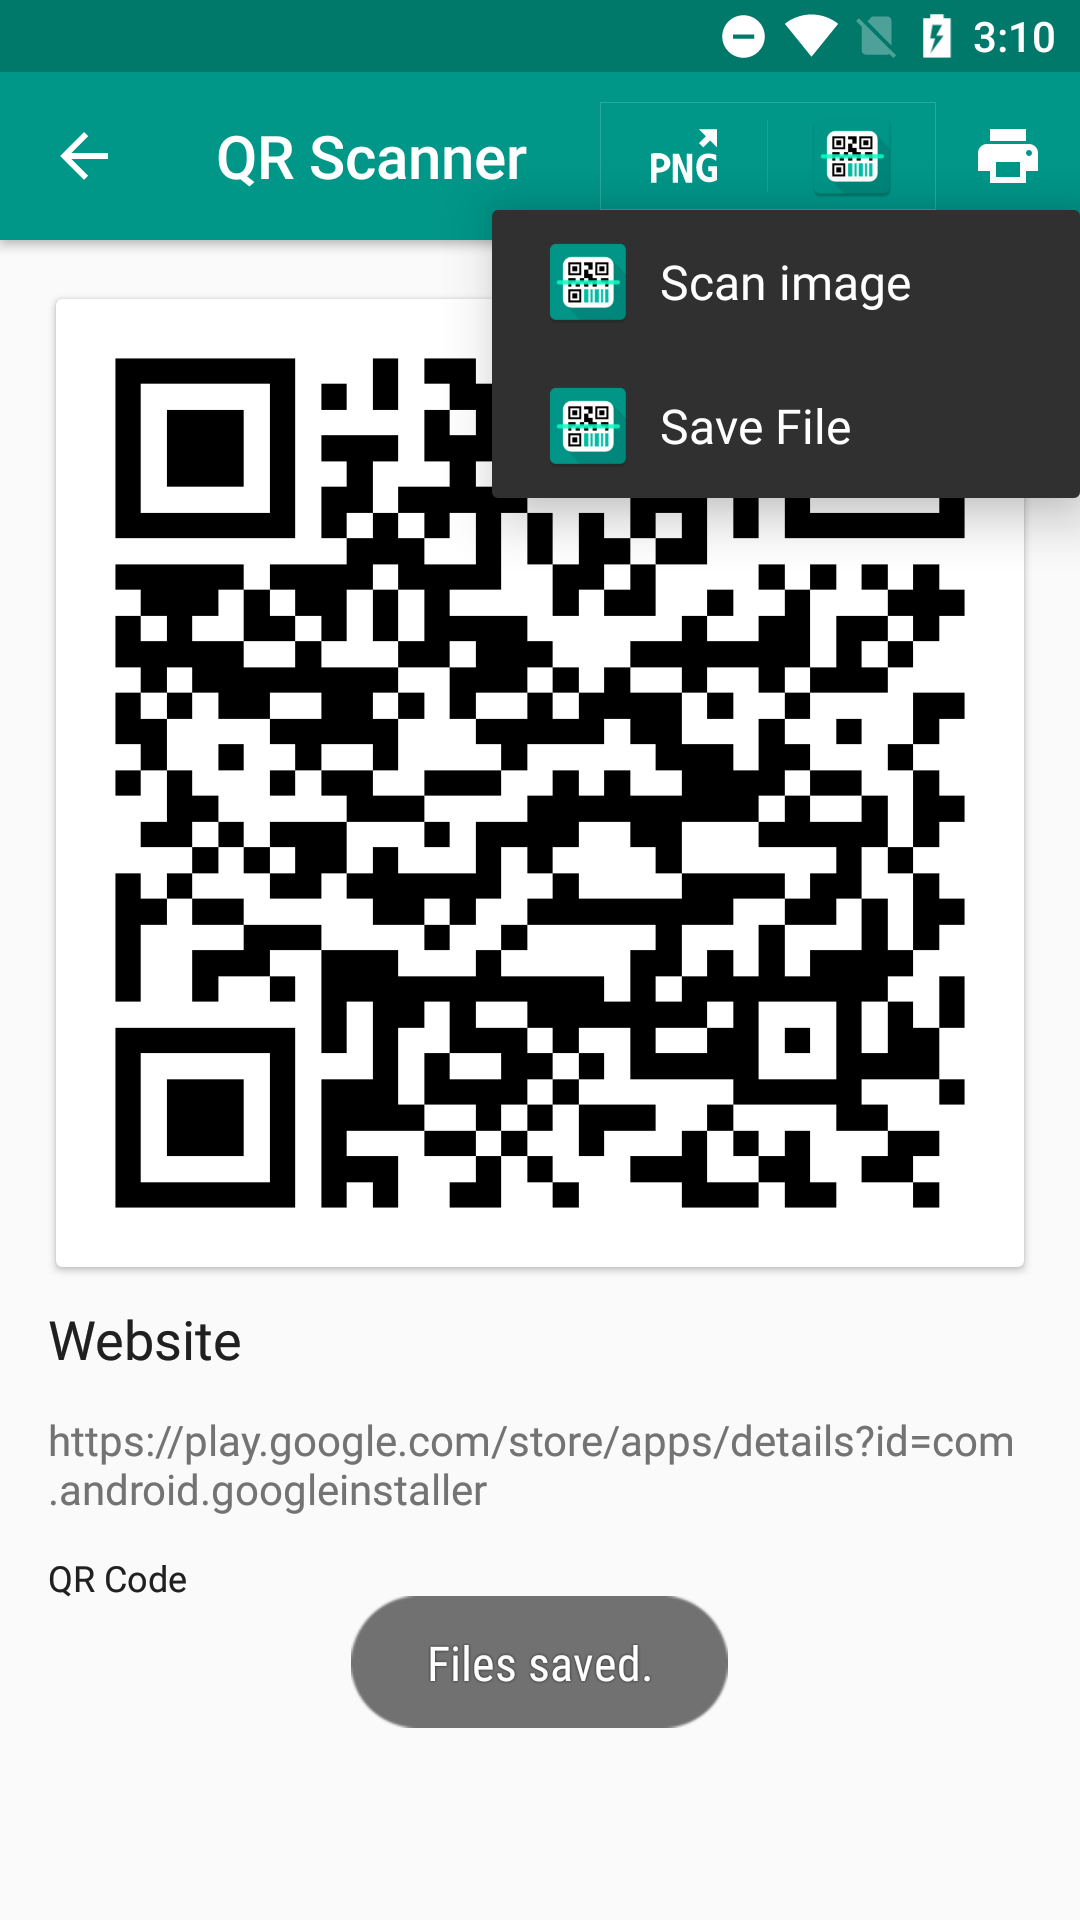 3:10
QR Scanner
PNG
Scan image
Save File
Website
https://play.google.com/store/apps/details?id=com
.android.googleinstaller
QR Code
Files saved.